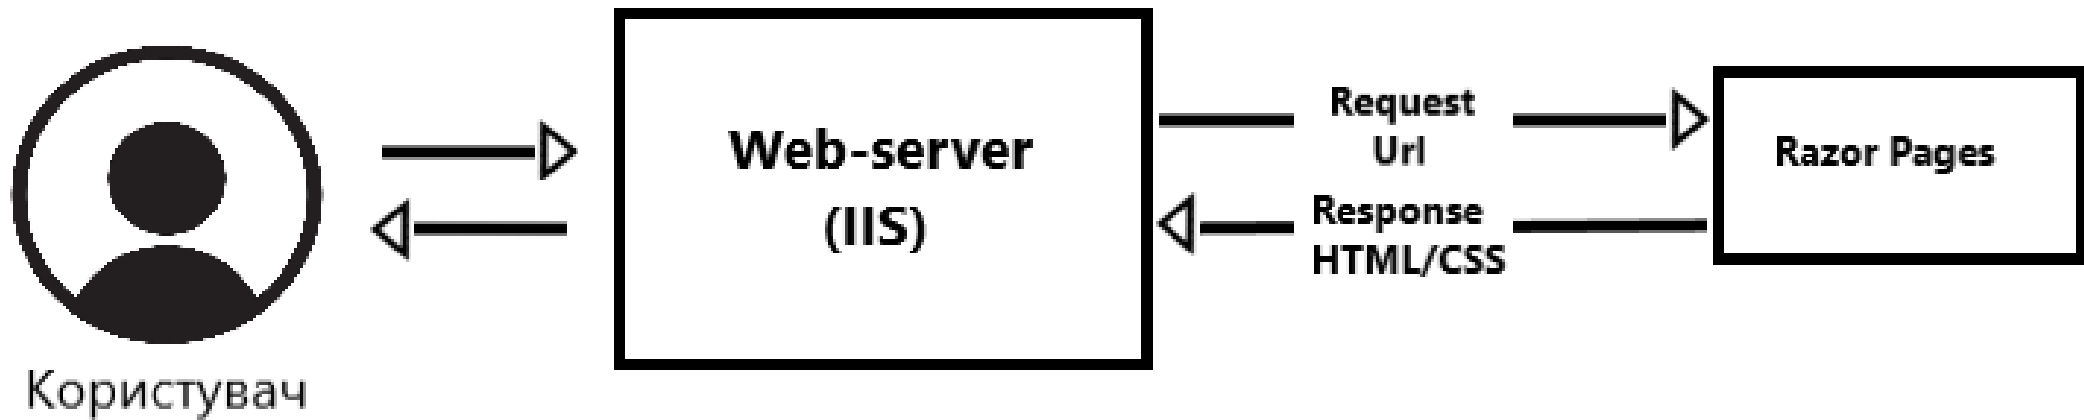 Користувач
Web-server
(IIS)
Request
Url
Response
HTML/CSS
Razor Pages